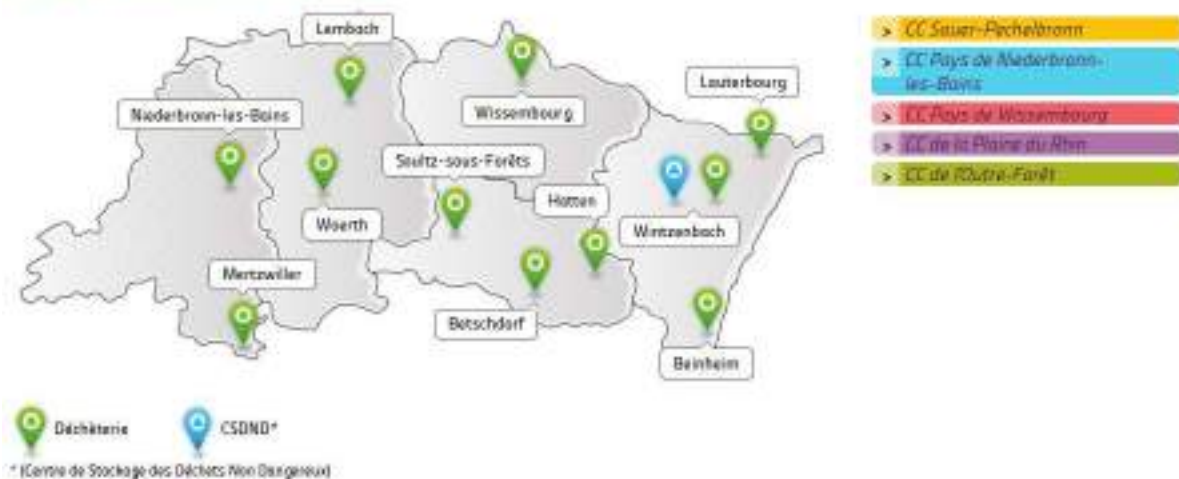 Lembach
Niederbronn-les-Bains
Wissembourg
Lauterbourg
Soultz-sous-Forêts
Hatten
Woerth
Wintzenbach
Mertzwiller
Betschdorf
Beinheim
> CC Sauer-Pechelbronn
> CC Pays de Niederbronn-
les-Bains
> CC Pays de Wissembourg
> CC de la Plaine du Rhin
> CC de l'Outre-Forêt
Déchèterie
CSDND*
* (Centre de Stockage des Déchets Non Dangereux)